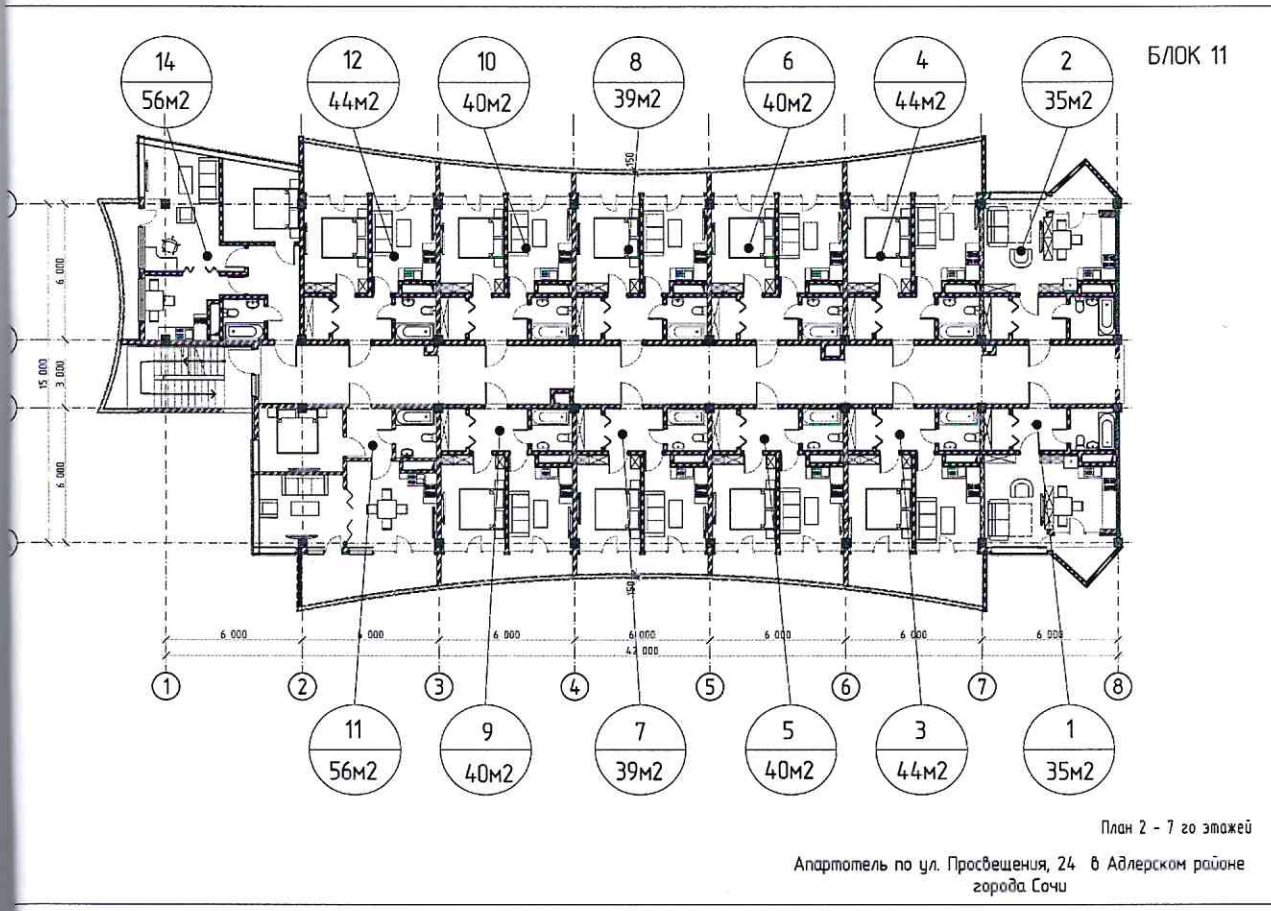 БЛОК 11
14
56м2
12
44м2
10
40м2
8
39м2
6
40м2
4
44м2
2
35м2
150
6 000
3 000
6 000
15 000
150
6 000
6 000
6 000
6 000
6 000
6 000
6 000
42 000
1
2
3
4
5
6
7
8
11
56м2
9
40м2
7
39м2
5
40м2
3
44м2
1
35м2
План 2 - 7 го этажей
Апартотель по ул. Просвещения, 24 в Адлерском районе
города Сочи